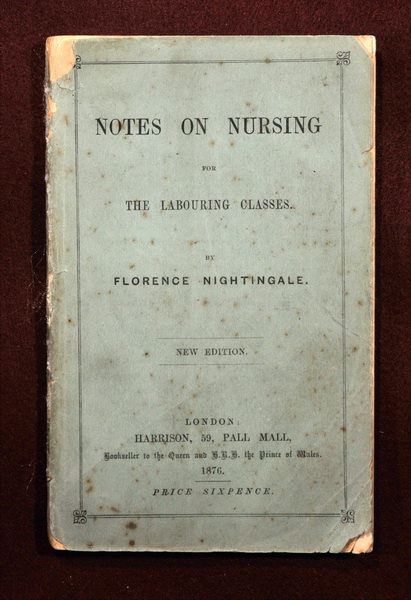 NOTES ON NURSING
FOR
THE LABOURING CLASSES.
BY
FLORENCE NIGHTINGALE.
NEW EDITION.
LONDON:
HARRISON, 59, PALL MALL,
Bookseller to the Queen and H.R.H. the Prince of Wales.
1876.
PRICE SIXPENCE.